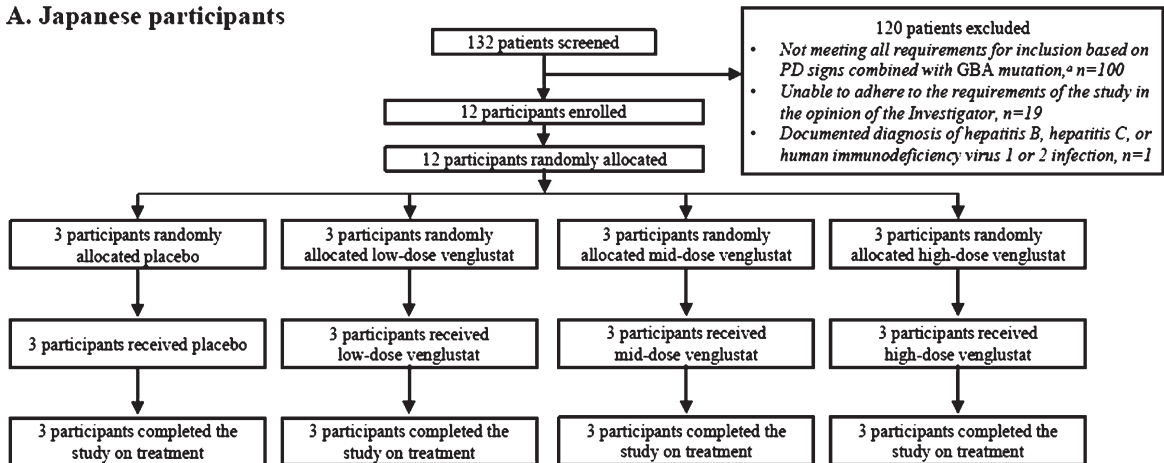 A. Japanese participants
132 patients screened
120 patients excluded
• Not meeting all requirements for inclusion based on
PD signs combined with GBA mutation,ᵃ n=100
• Unable to adhere to the requirements of the study in
the opinion of the Investigator, n=19
• Documented diagnosis of hepatitis B, hepatitis C, or
human immunodeficiency virus 1 or 2 infection, n=1
12 participants enrolled
12 participants randomly allocated
3 participants randomly
allocated placebo
3 participants randomly
allocated low-dose venglustat
3 participants randomly
allocated mid-dose venglustat
3 participants randomly
allocated high-dose venglustat
3 participants received placebo
3 participants received
low-dose venglustat
3 participants received
mid-dose venglustat
3 participants received
high-dose venglustat
3 participants completed the
study on treatment
3 participants completed the
study on treatment
3 participants completed the
study on treatment
3 participants completed the
study on treatment